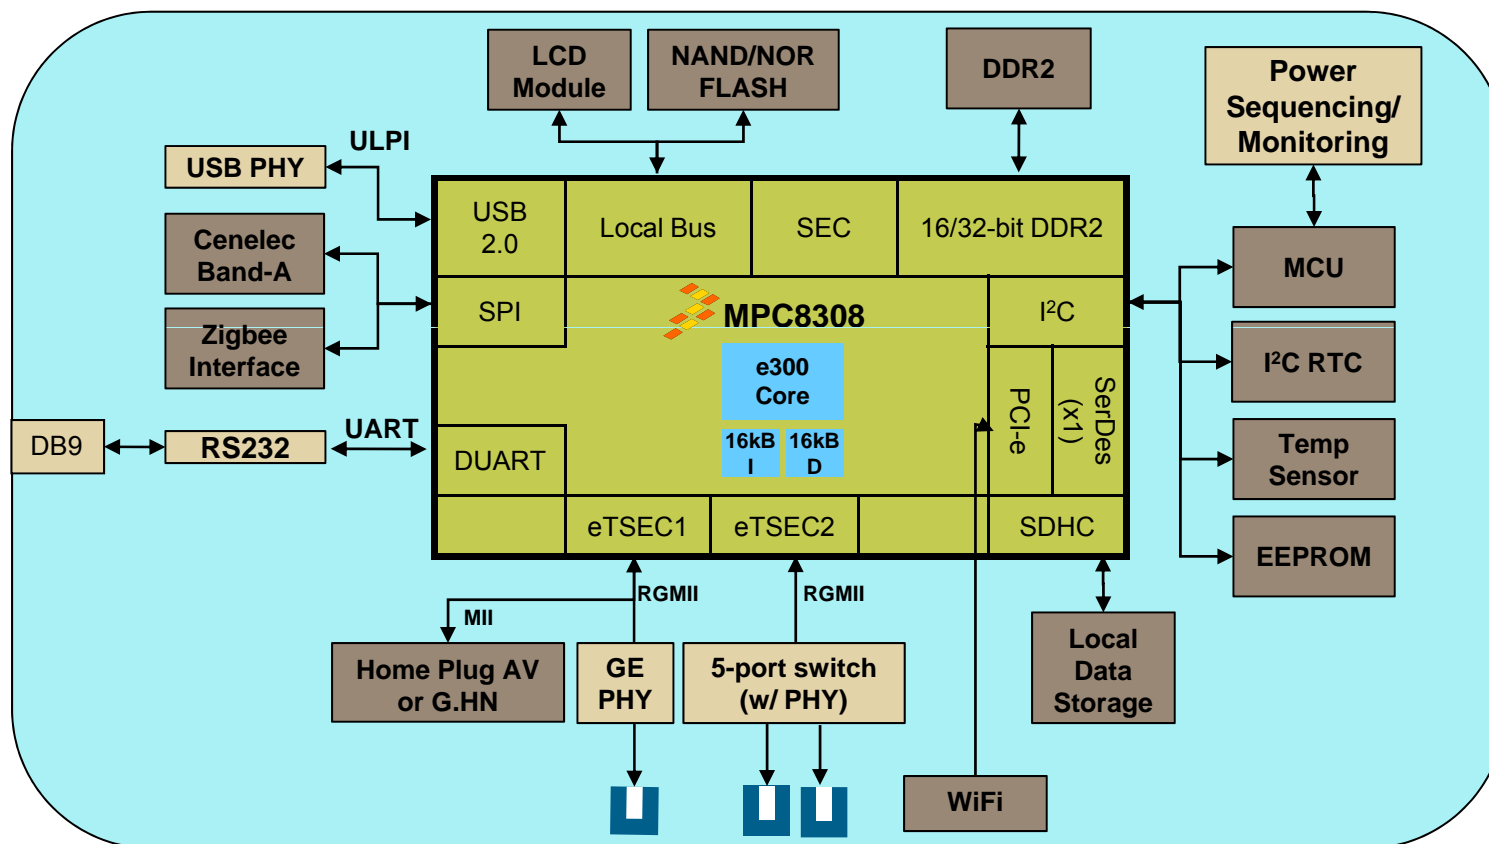 LCD
Module
NAND/NOR
FLASH
DDR2
Power
Sequencing/
Monitoring
ULPI
USB PHY
Cenelec
Band-A
Zigbee
Interface
DB9
RS232
UART
USB
2.0
Local Bus
SEC
16/32-bit DDR2
SPI
MPC8308
I²C
e300
Core
16kB
I
16kB
D
PCI-e
SerDes
(x1)
DUART
eTSEC1
eTSEC2
SDHC
MCU
I²C RTC
Temp
Sensor
EEPROM
MII
RGMII
RGMII
Home Plug AV
or G.HN
GE
PHY
5-port switch
(w/ PHY)
Local
Data
Storage
WiFi